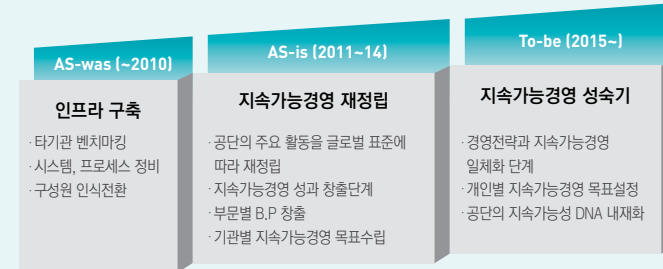 AS-was (~2010)
인프라 구축
·타기관 벤치마킹
·시스템, 프로세스 정비
·구성원 인식전환
AS-is (2011~14)
지속가능경영 재정립
·공단의 주요 활동을 글로벌 표준에
따라 재정립
·지속가능경영 성과 창출단계
·부문별 B.P 창출
·기관별 지속가능경영 목표수립
To-be (2015~)
지속가능경영 성숙기
·경영전략과 지속가능경영
일체화 단계
·개인별 지속가능경영 목표설정
·공단의 지속가능성 DNA 내재화